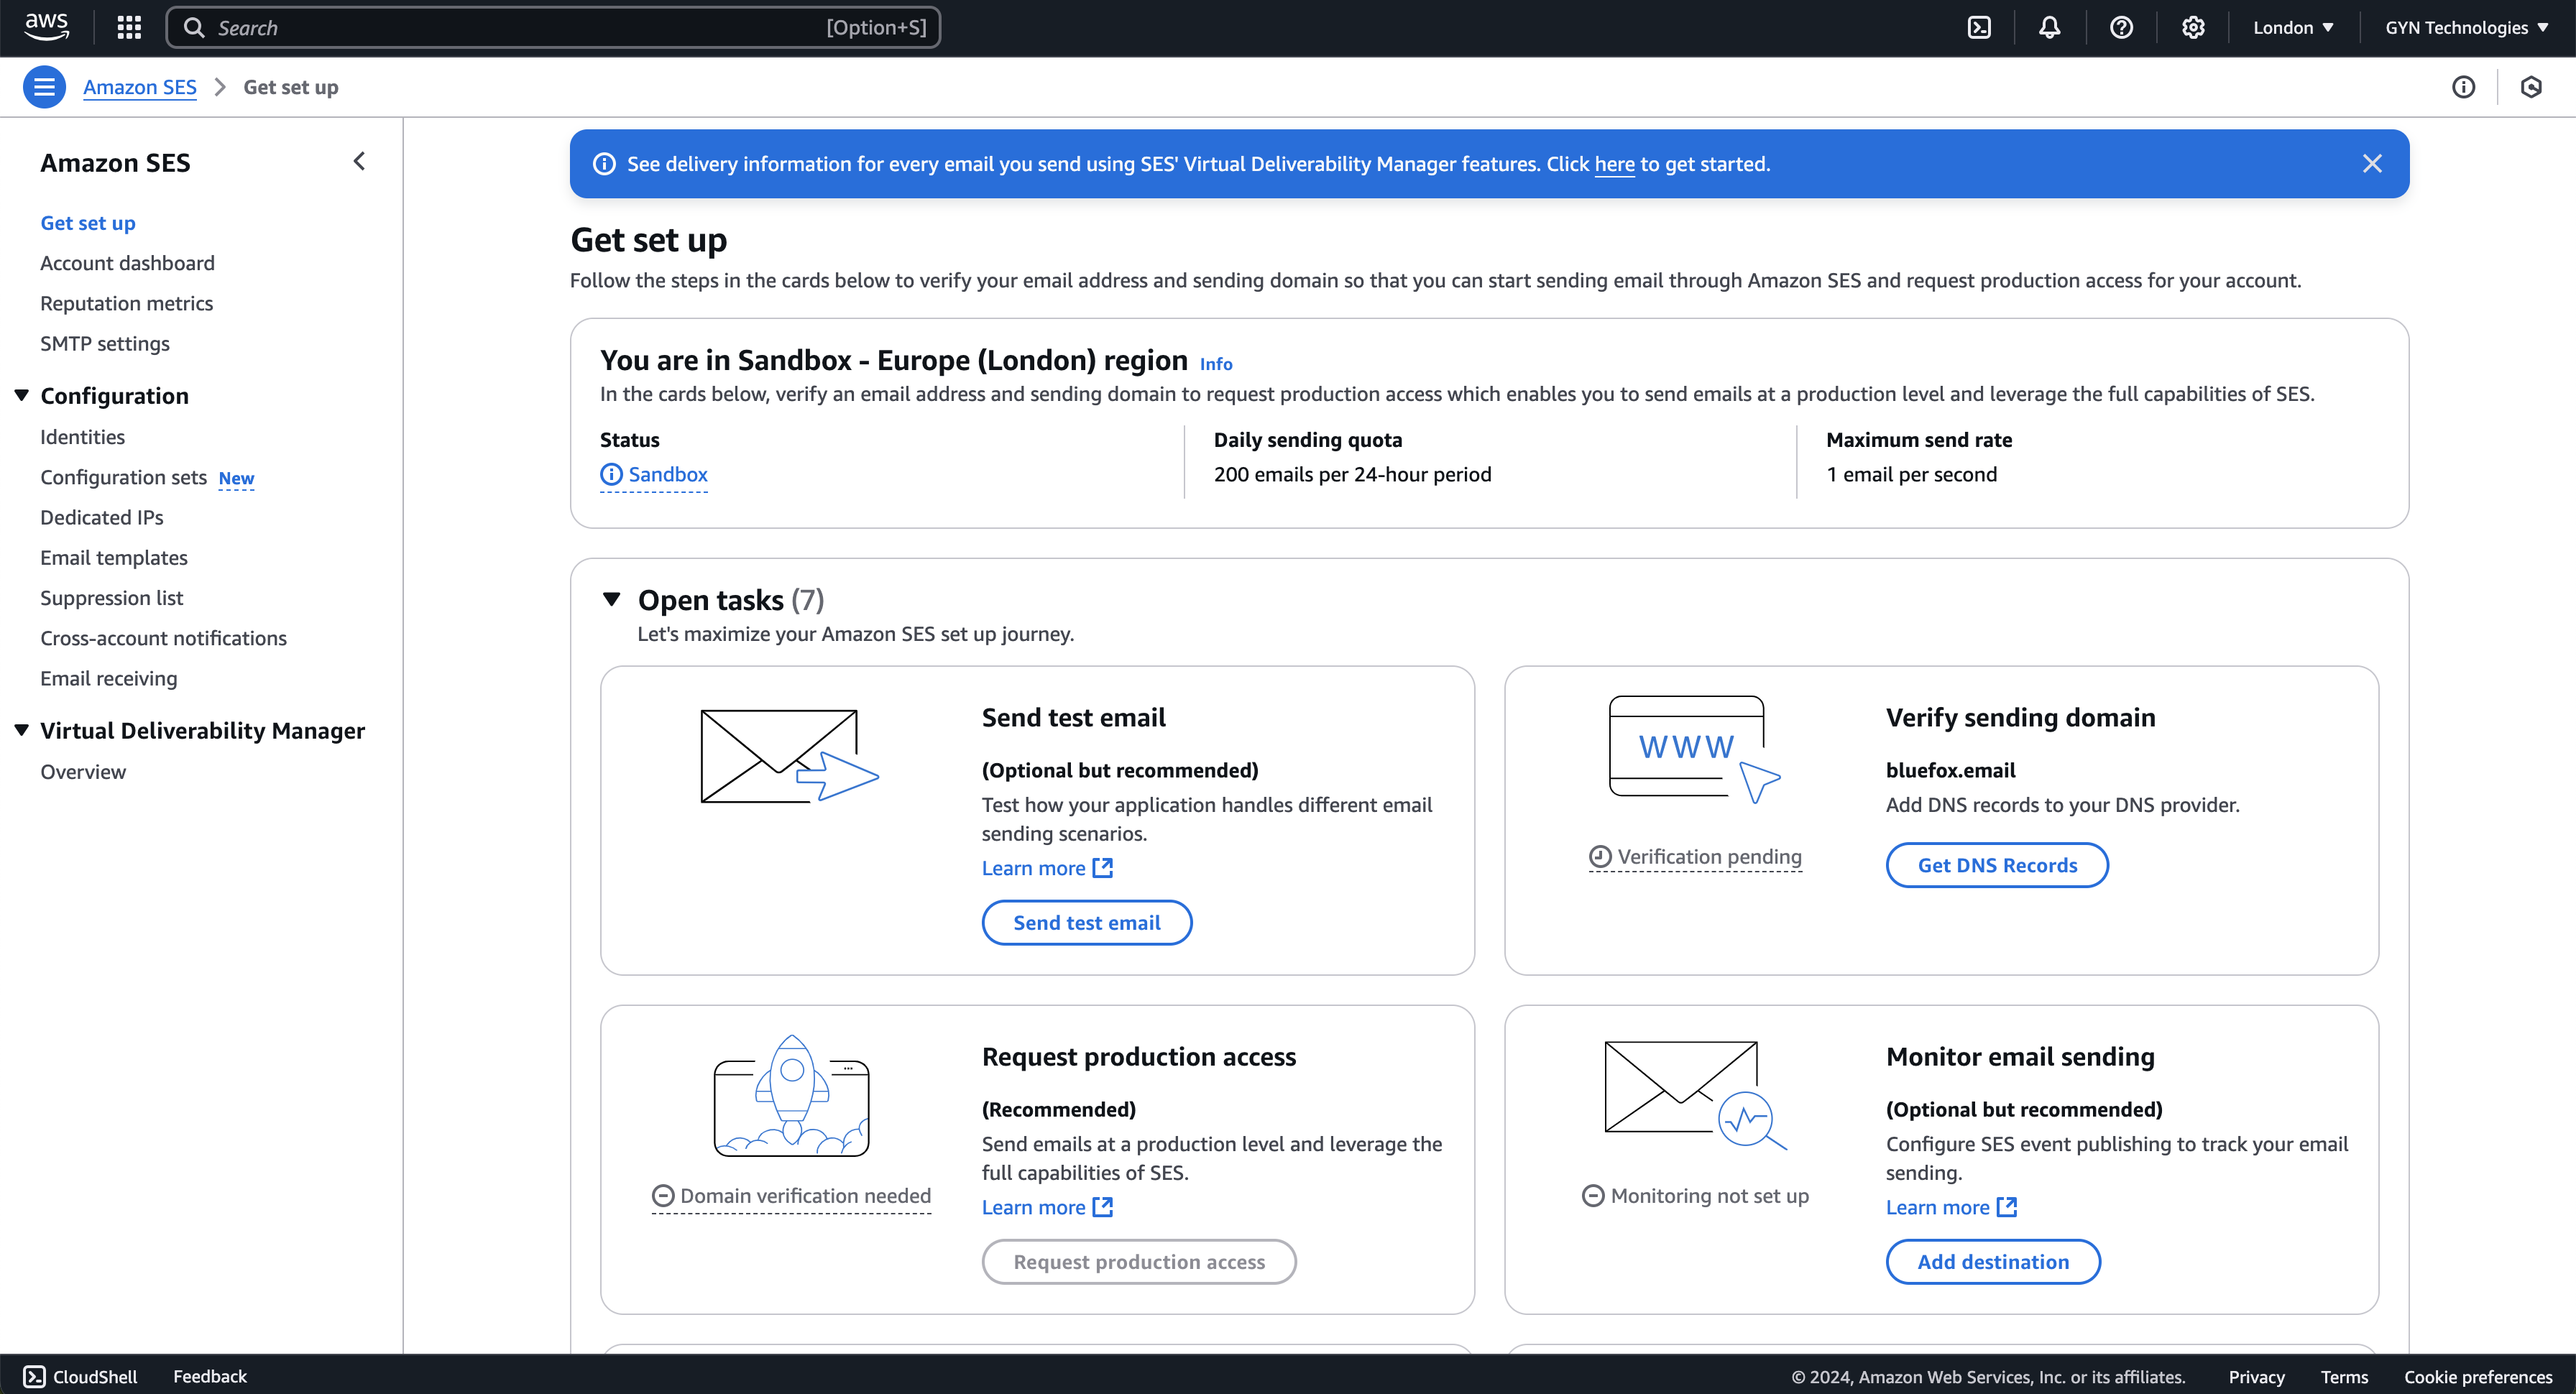 aws
Search
[Option+S]
London
GYN Technologies
Amazon SES
Get set up
Amazon SES
Get set up
Account dashboard
Reputation metrics
SMTP settings
Configuration
Identities
Configuration sets New
Dedicated IPs
Email templates
Suppression list
Cross-account notifications
Email receiving
Virtual Deliverability Manager
Overview
See delivery information for every email you send using SES' Virtual Deliverability Manager features. Click here to get started.
Get set up
Follow the steps in the cards below to verify your email address and sending domain so that you can start sending email through Amazon SES and request production access for your account.
You are in Sandbox - Europe (London) region Info
In the cards below, verify an email address and sending domain to request production access which enables you to send emails at a production level and leverage the full capabilities of SES.
Status
Sandbox
Daily sending quota
200 emails per 24-hour period
Maximum send rate
1 email per second
Open tasks (7)
Let's maximize your Amazon SES set up journey.
Send test email
(Optional but recommended)
Test how your application handles different email
sending scenarios.
Learn more
Send test email
WWW
Verification pending
Verify sending domain
bluefox.email
Add DNS records to your DNS provider.
Get DNS Records
Domain verification needed
Request production access
(Recommended)
Send emails at a production level and leverage the
full capabilities of SES.
Learn more
Request production access
Monitoring not set up
Monitor email sending
(Optional but recommended)
Configure SES event publishing to track your email
sending.
Learn more
Add destination
CloudShell
Feedback
© 2024, Amazon Web Services, Inc. or its affiliates.
Privacy
Terms
Cookie preferences